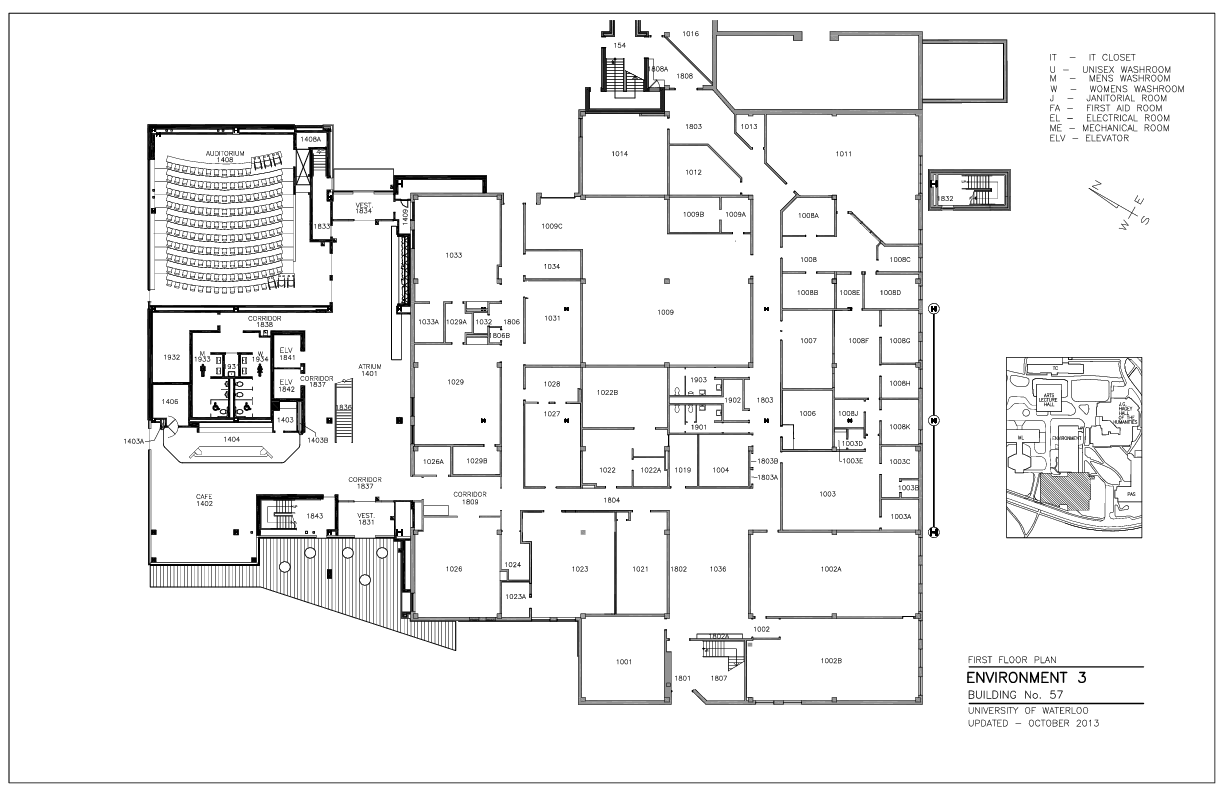 154
1016
1808A
1808
IT – IT CLOSET
U – UNISEX WASHROOM
M – MENS WASHROOM
W – WOMENS WASHROOM
J – JANITORIAL ROOM
FA – FIRST AID ROOM
EL – ELECTRICAL ROOM
ME – MECHANICAL ROOM
ELV – ELEVATOR
1408A
AUDITORIUM
1408
1014
1803
1013
1012
1011
N
E
W
S
1832
VEST.
1834
1409
1833
1009C
1009B
1009A
1008A
1033
1034
1008
1008C
1008B
1008E
1008D
CORRIDOR
1838
1033A
1029A
1032
1806
1806B
1031
1009
1932
M
1933
1931
W
1934
ELV
1841
ELV
1842
CORRIDOR
1837
ATRIUM
1401
1007
1008F
1008G
1029
1028
1027
1022B
1903
1902
1901
1803
1006
1008H
1008J
1008K
1406
1403
1836
1403A
1404
1403B
1003D
1003E
1026A
1029B
1022
1022A
1019
1004
1803B
1803A
1003
1003C
1003B
1003A
CAFE
1402
CORRIDOR
1837
CORRIDOR
1809
1804
1843
VEST.
1831
1026
1024
1023
1023A
1021
1802
1036
1002A
1002
1802A
1001
1801
1807
1002B
TC
ARTS
LECTURE
HALL
J.G.
HAGEY
HALL
OF THE
HUMANITIES
ML
ENVIRONMENT
PAS
FIRST FLOOR PLAN
ENVIRONMENT 3
BUILDING No. 57
UNIVERSITY OF WATERLOO
UPDATED – OCTOBER 2013